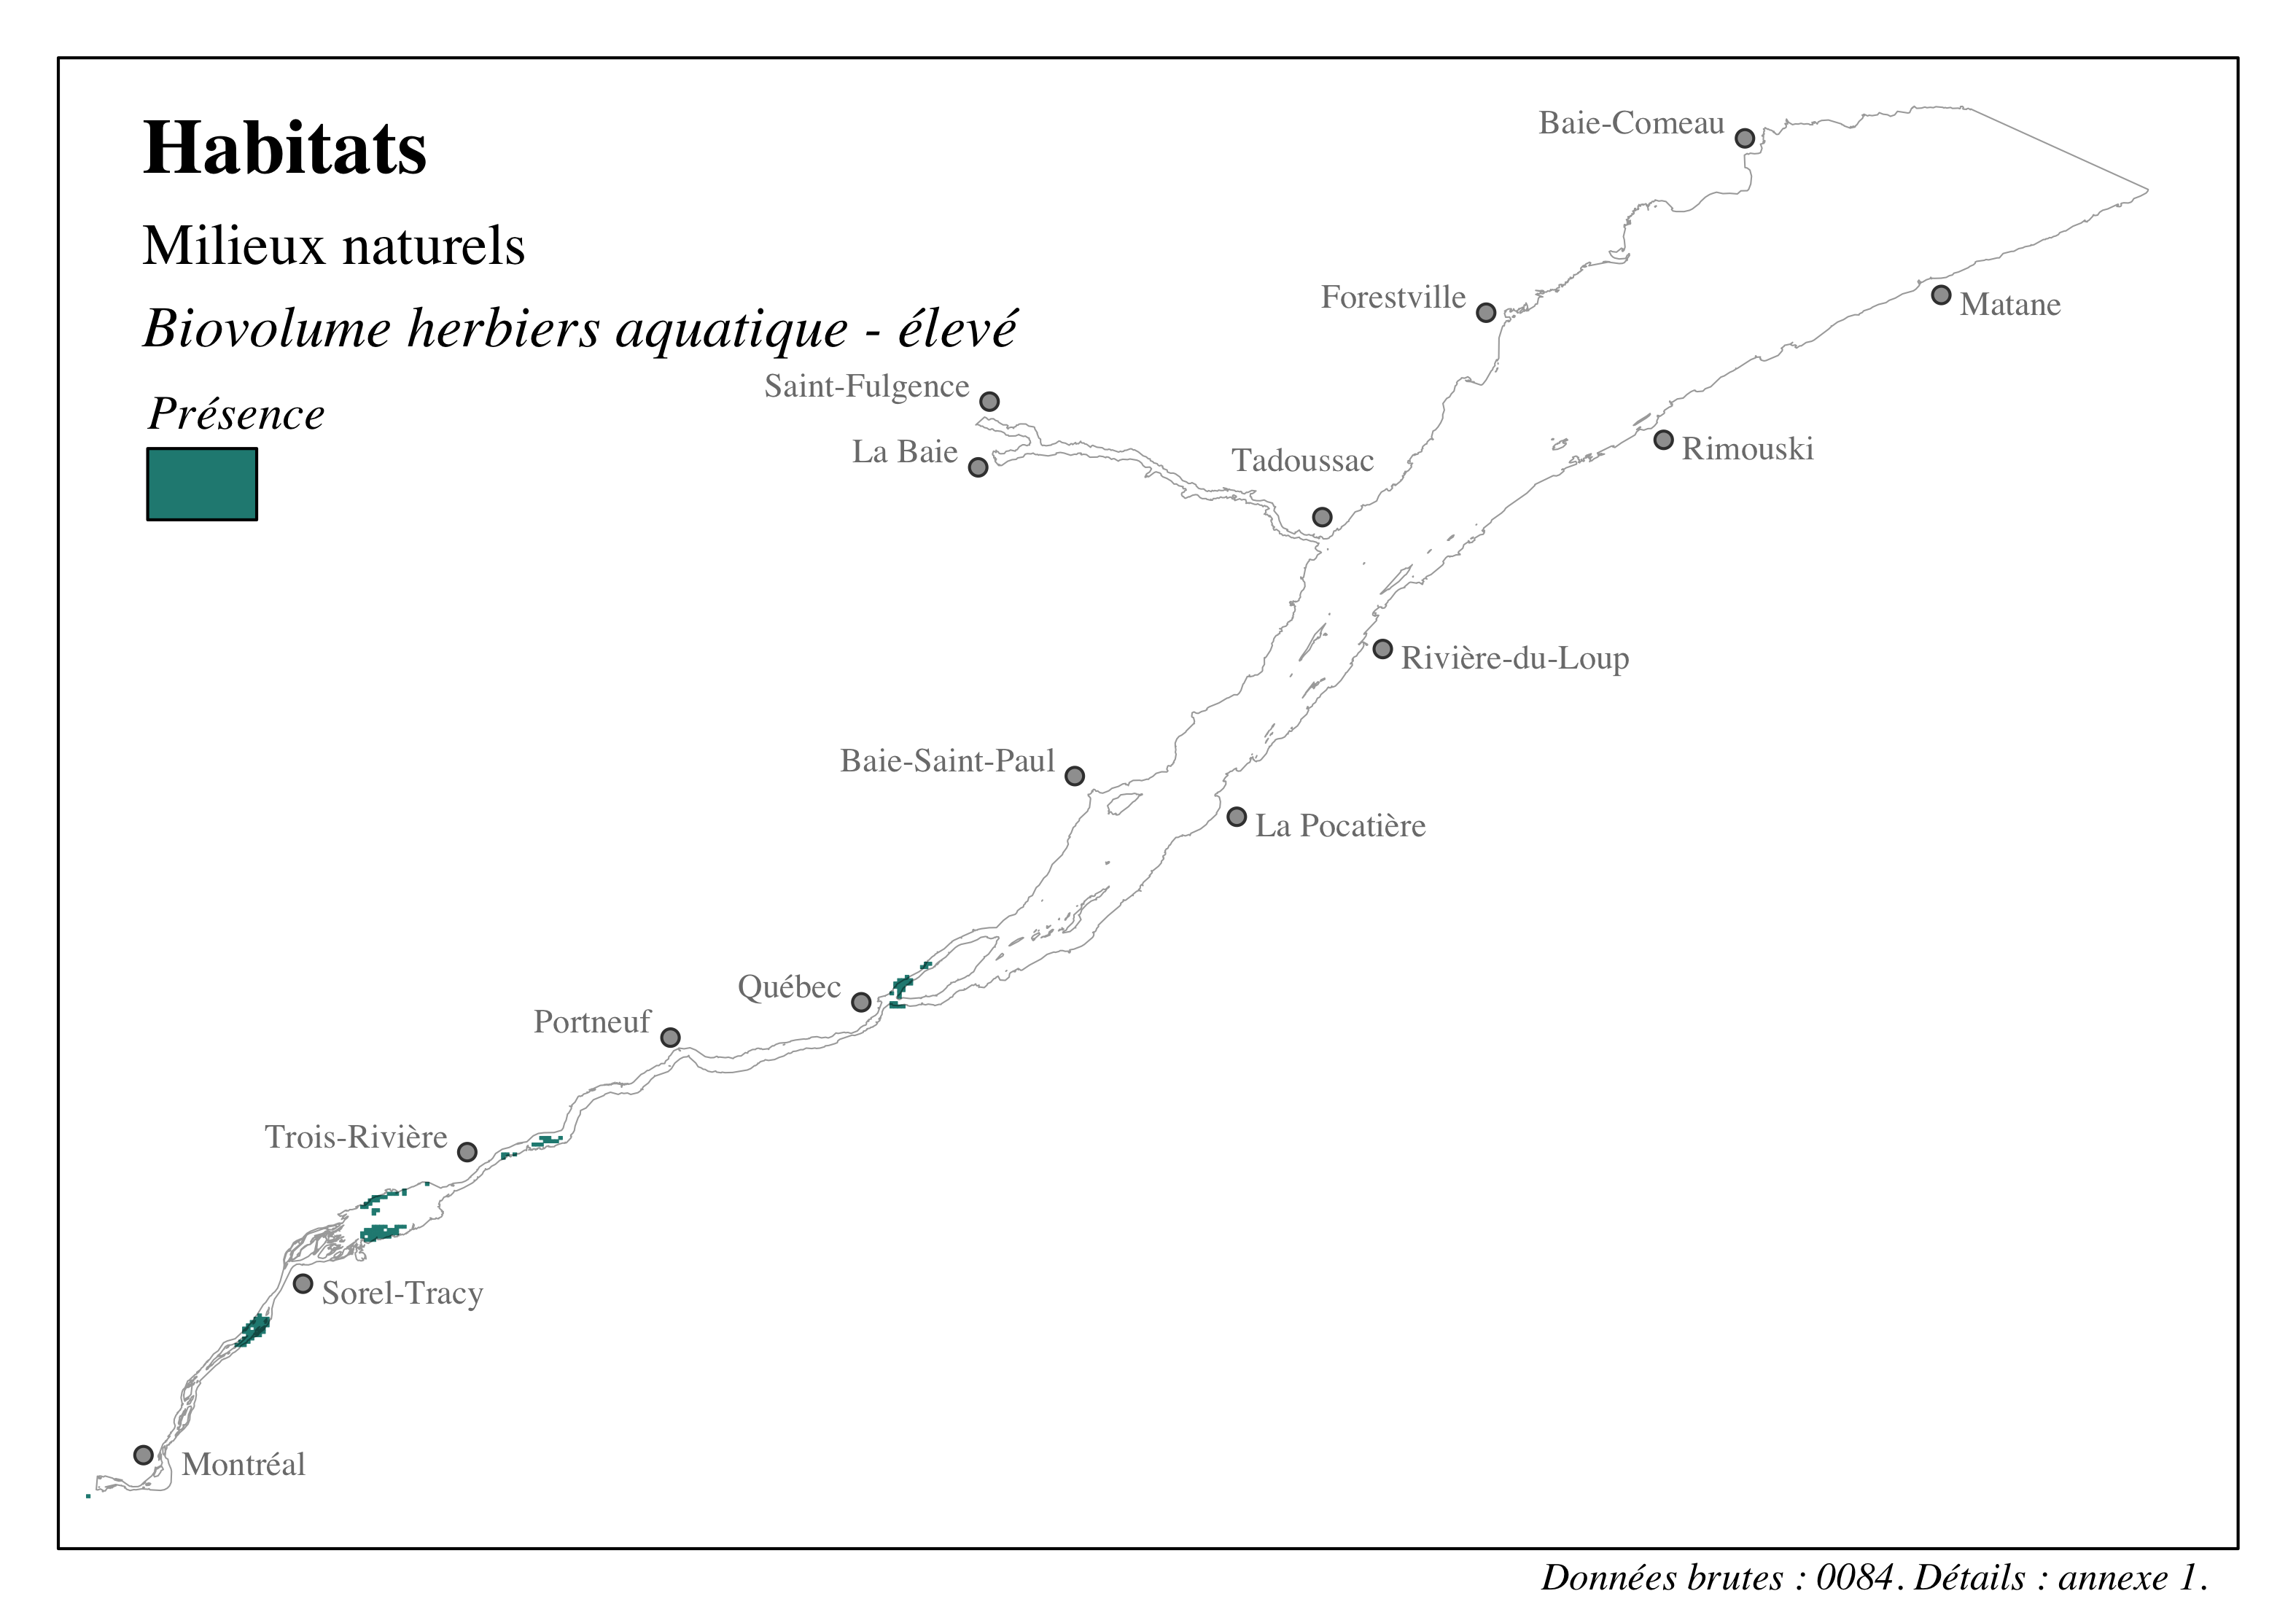 Habitats
Milieux naturels
Biovolume herbiers aquatique - élevé
Présence
Baie-Comeau
Forestville
Matane
Saint-Fulgence
La Baie
Tadoussac
Rimouski
Rivière-du-Loup
Baie-Saint-Paul
La Pocatière
Québec
Portneuf
Trois-Rivière
Sorel-Tracy
Montréal
Données brutes : 0084. Détails : annexe 1.